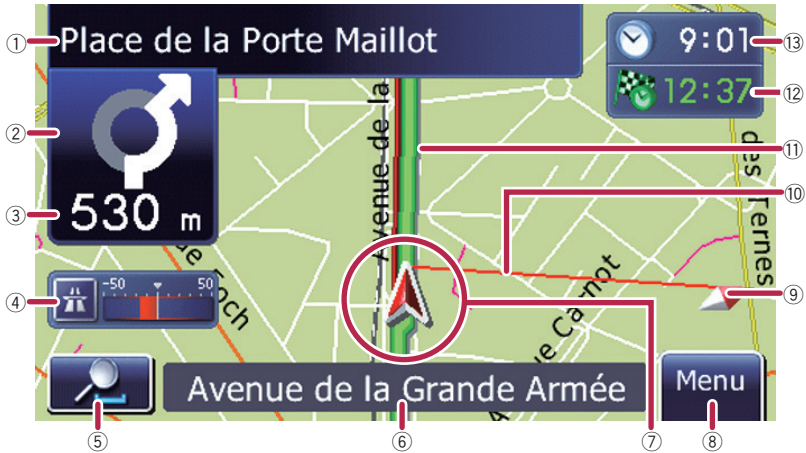 ① Place de la Porte Maillot
⑬ 9:01
⑫ 12:37
②
③ 530 m
⑪
Avenue de la
des Ternes
⑩
④ -50 50
⑨
ue Foch
ue Carnot
A
⑤
Avenue de la Grande Armée
⑥
⑦
Menu
⑧